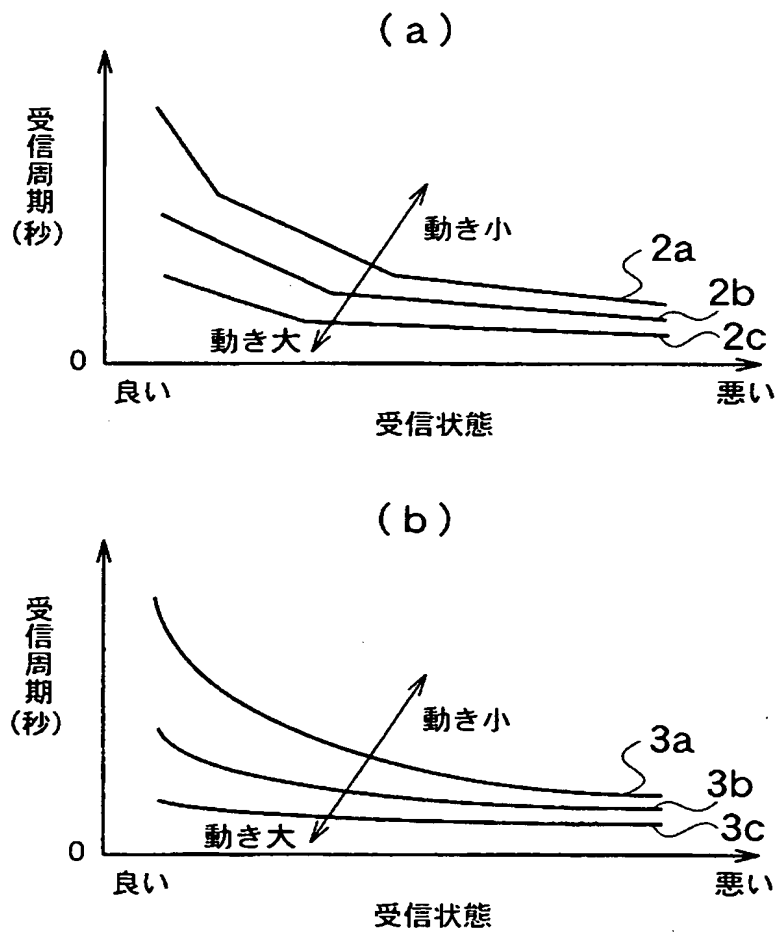 (a)
受信周期(秒)
動き小
2a
2b
2c
動き大
0
良い
悪い
受信状態
(b)
受信周期(秒)
動き小
3a
3b
3c
動き大
0
良い
悪い
受信状態